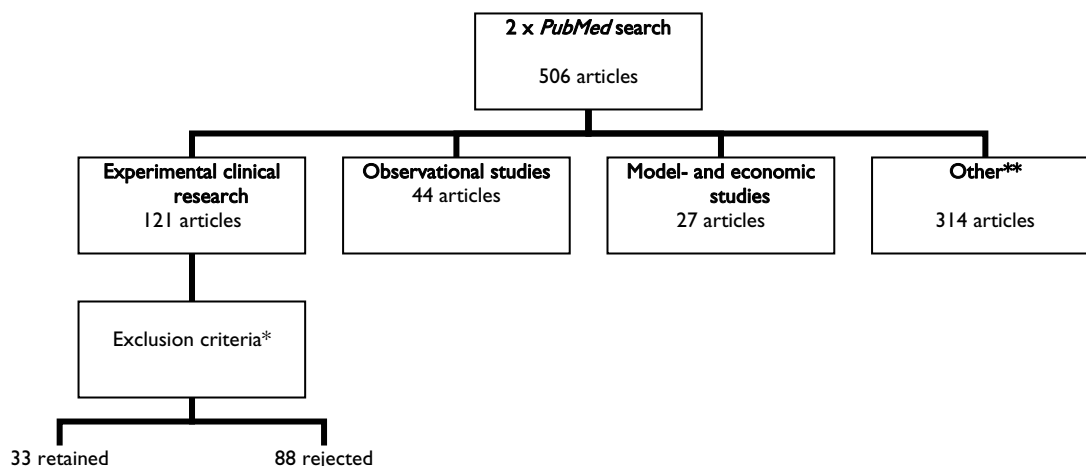 2 x PubMed search
506 articles
Experimental clinical
research
121 articles
Observational studies
44 articles
Model- and economic
studies
27 articles
Other**
314 articles
Exclusion criteria*
33 retained
88 rejected